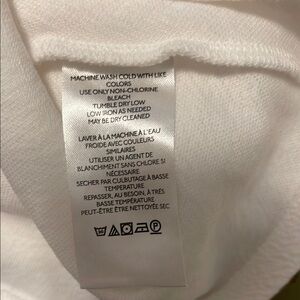 MACHINE WASH COLD WITH LIKE
COLORS
USE ONLY NON-CHLORINE
BLEACH
TUMBLE DRY LOW
LOW IRON AS NEEDED
MAY BE DRY CLEANED
LAVER À LA MACHINE À L'EAU
FROIDE AVEC COULEURS
SIMILAIRES
UTILISER UN AGENT DE
BLANCHIMENT SANS CHLORE SI
NÉCESSAIRE
SECHER PAR CULBUTAGE À BASSE
TEMPÉRATURE
REPASSER, AU BESOIN, À TRÈS
BASSE TEMPÉRATURE
PEUT-ÊTRE ÊTRE NETTOYÉE SEC